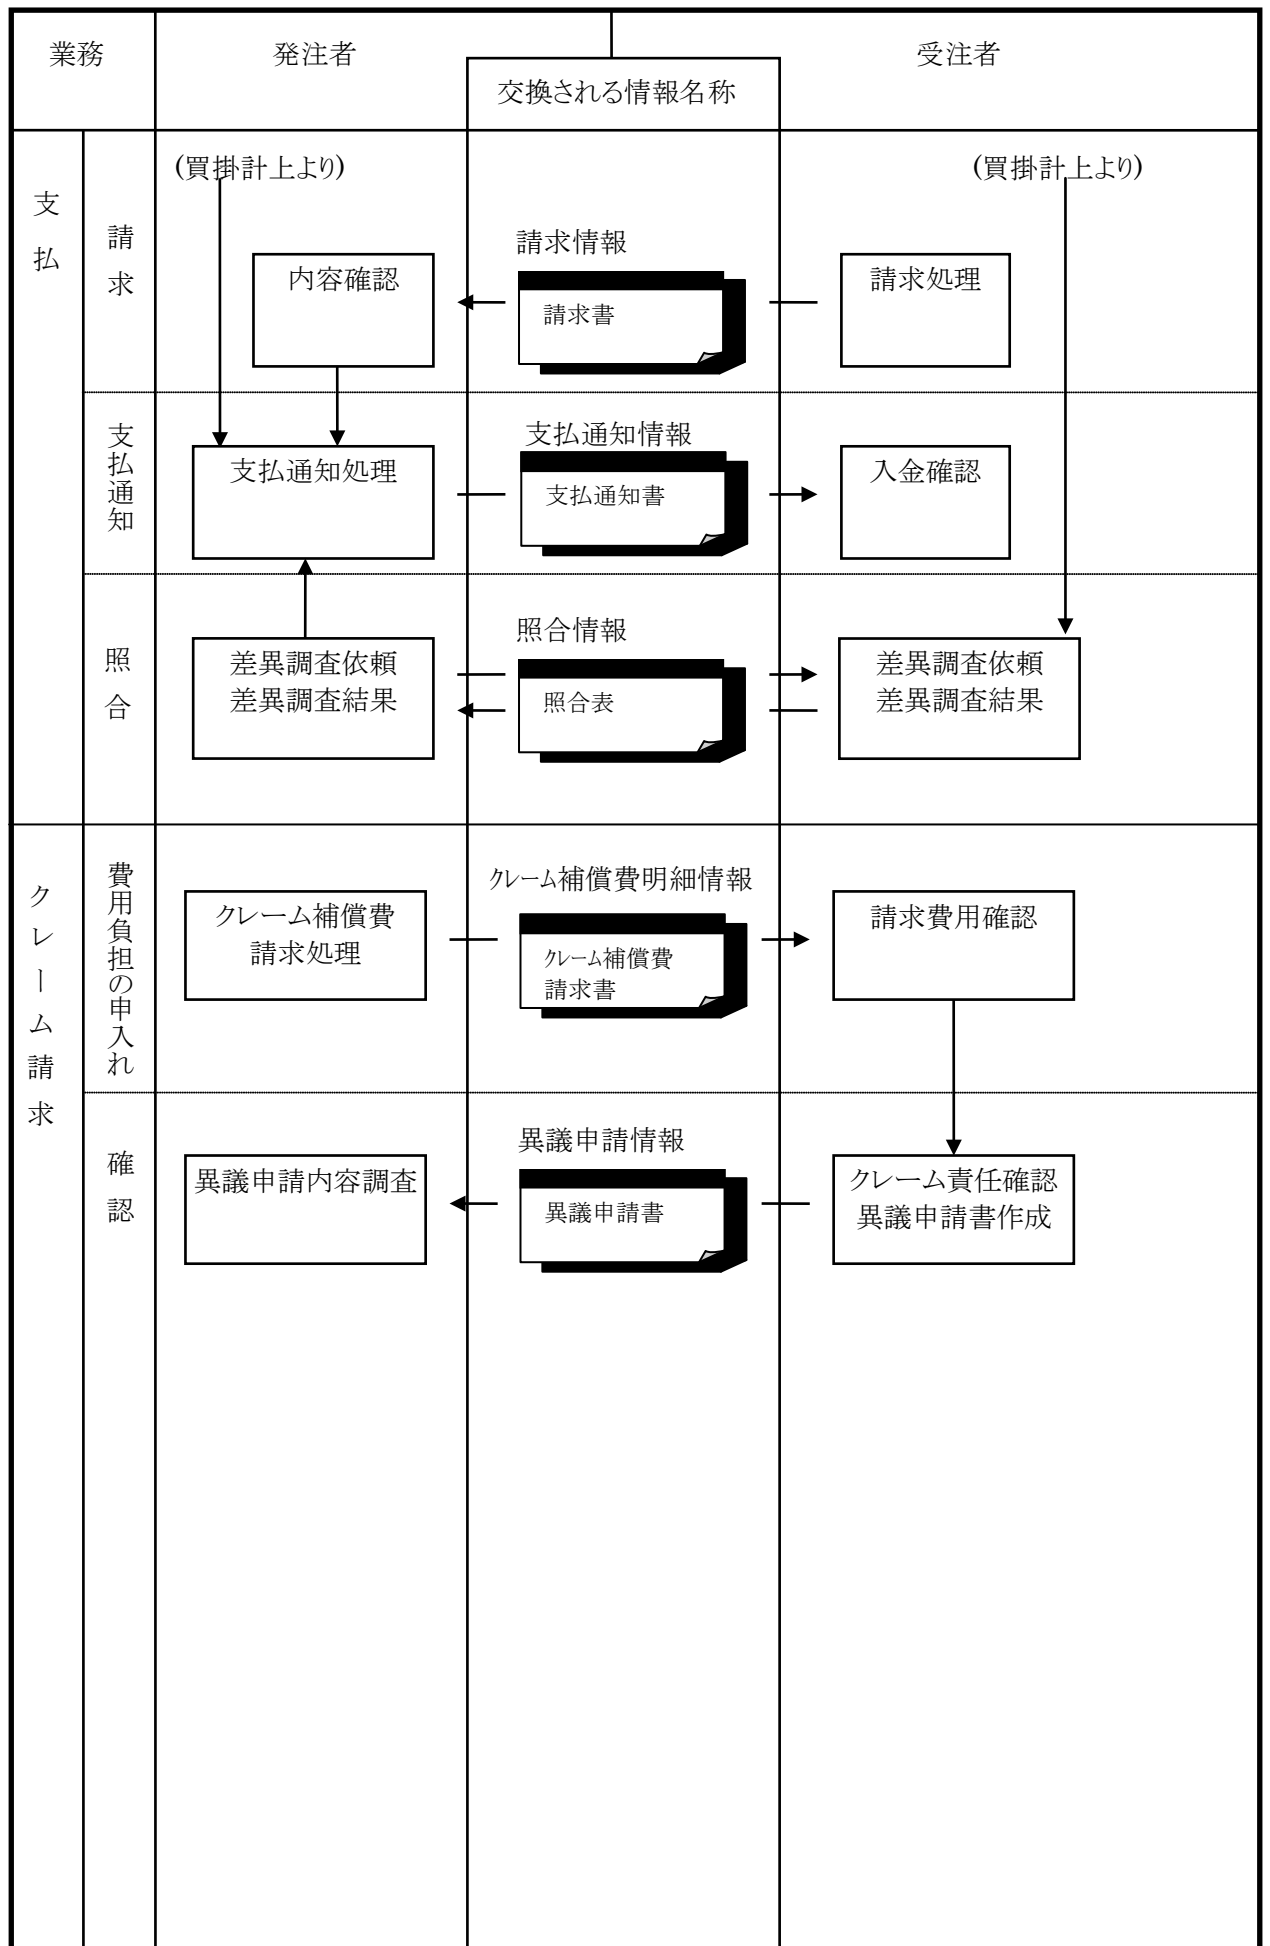 業務
発注者
受注者
交換される情報名称
(買掛計上より)
(買掛計上より)
支払
請求
請求情報
内容確認
請求書
請求処理
支払通知
支払通知情報
支払通知処理
支払通知書
入金確認
照合
照合情報
差異調査依頼
差異調査結果
照合表
差異調査依頼
差異調査結果
クレーム請求
費用負担の申入れ
クレーム補償費明細情報
クレーム補償費
請求処理
クレーム補償費
請求書
請求費用確認
確認
異議申請情報
異議申請内容調査
異議申請書
クレーム責任確認
異議申請書作成